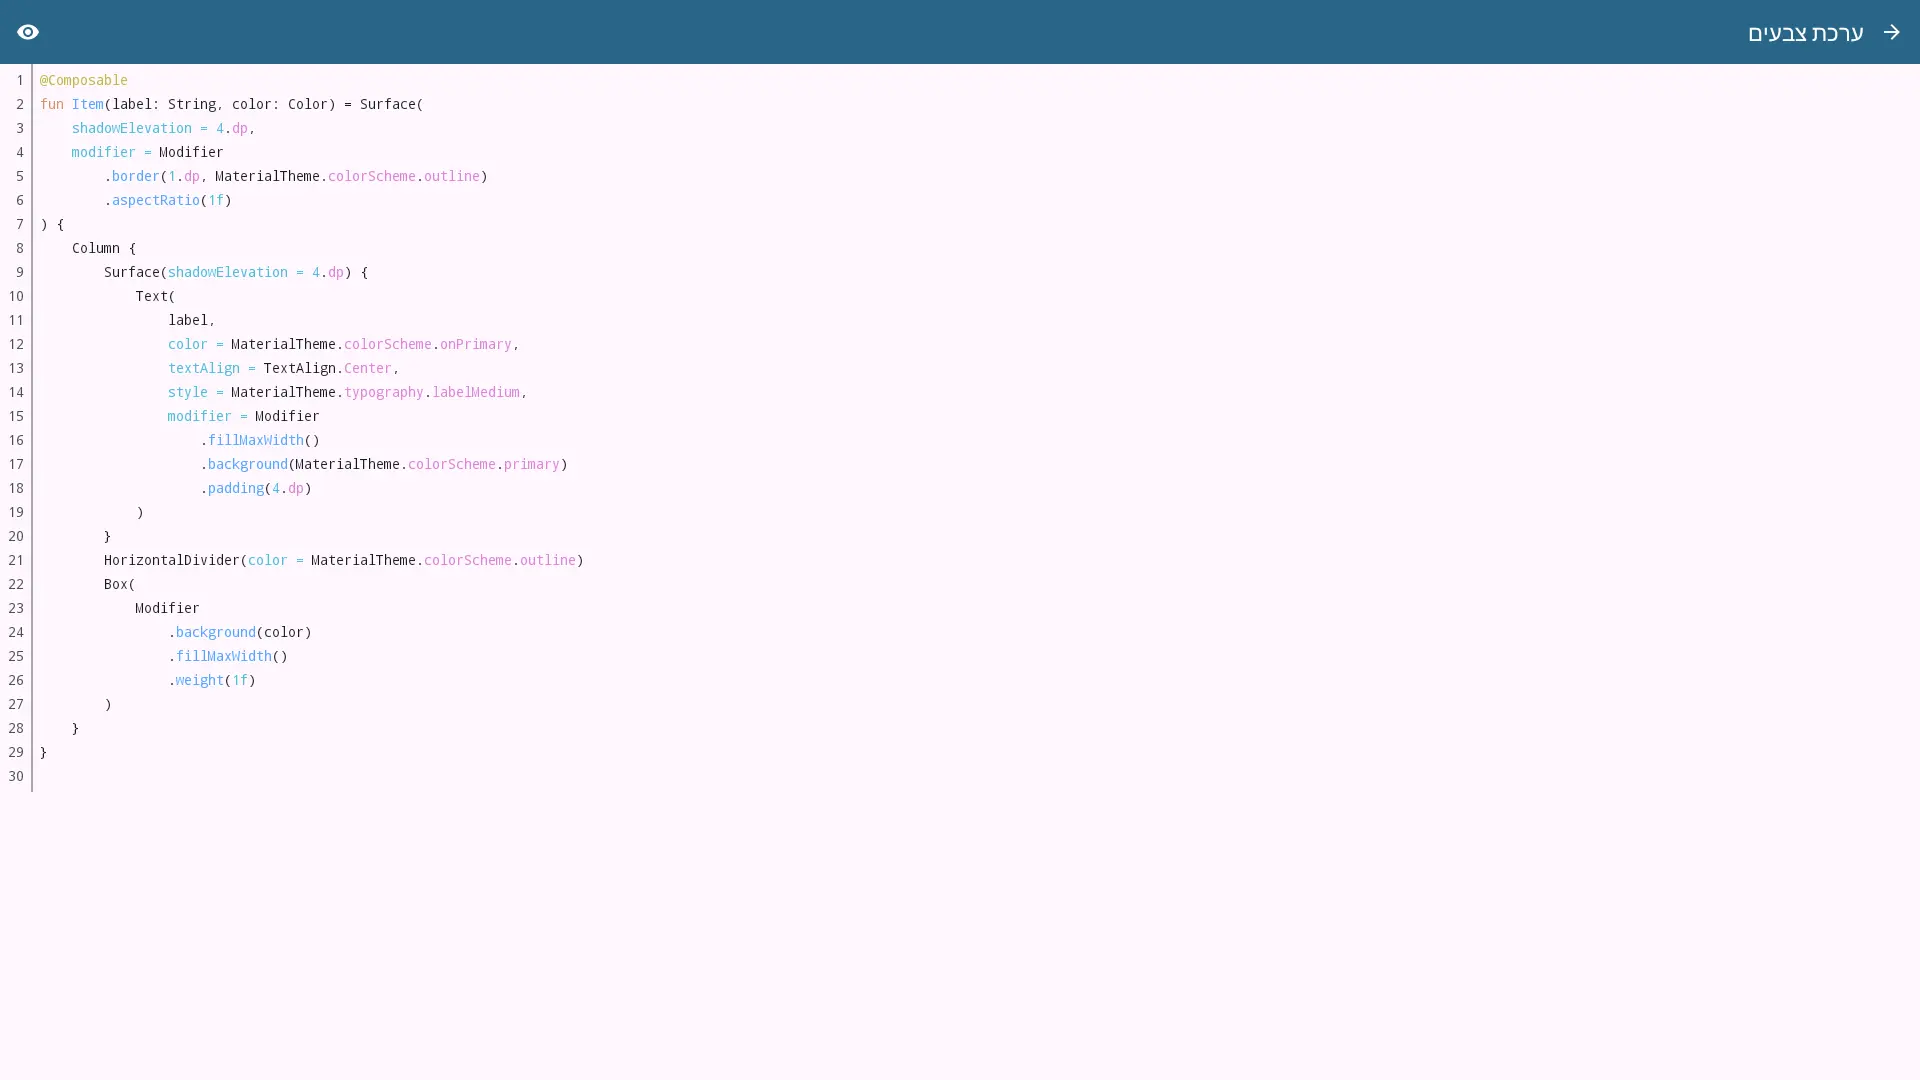 ערכת צבעים
1 @Composable
2 fun Item(label: String, color: Color) = Surface(
3     shadowElevation = 4.dp,
4     modifier = Modifier
5         .border(1.dp, MaterialTheme.colorScheme.outline)
6         .aspectRatio(1f)
7 ) {
8     Column {
9         Surface(shadowElevation = 4.dp) {
10             Text(
11                 label,
12                 color = MaterialTheme.colorScheme.onPrimary,
13                 textAlign = TextAlign.Center,
14                 style = MaterialTheme.typography.labelMedium,
15                 modifier = Modifier
16                     .fillMaxWidth()
17                     .background(MaterialTheme.colorScheme.primary)
18                     .padding(4.dp)
19             )
20         }
21         HorizontalDivider(color = MaterialTheme.colorScheme.outline)
22         Box(
23             Modifier
24                 .background(color)
25                 .fillMaxWidth()
26                 .weight(1f)
27         )
28     }
29 }
30